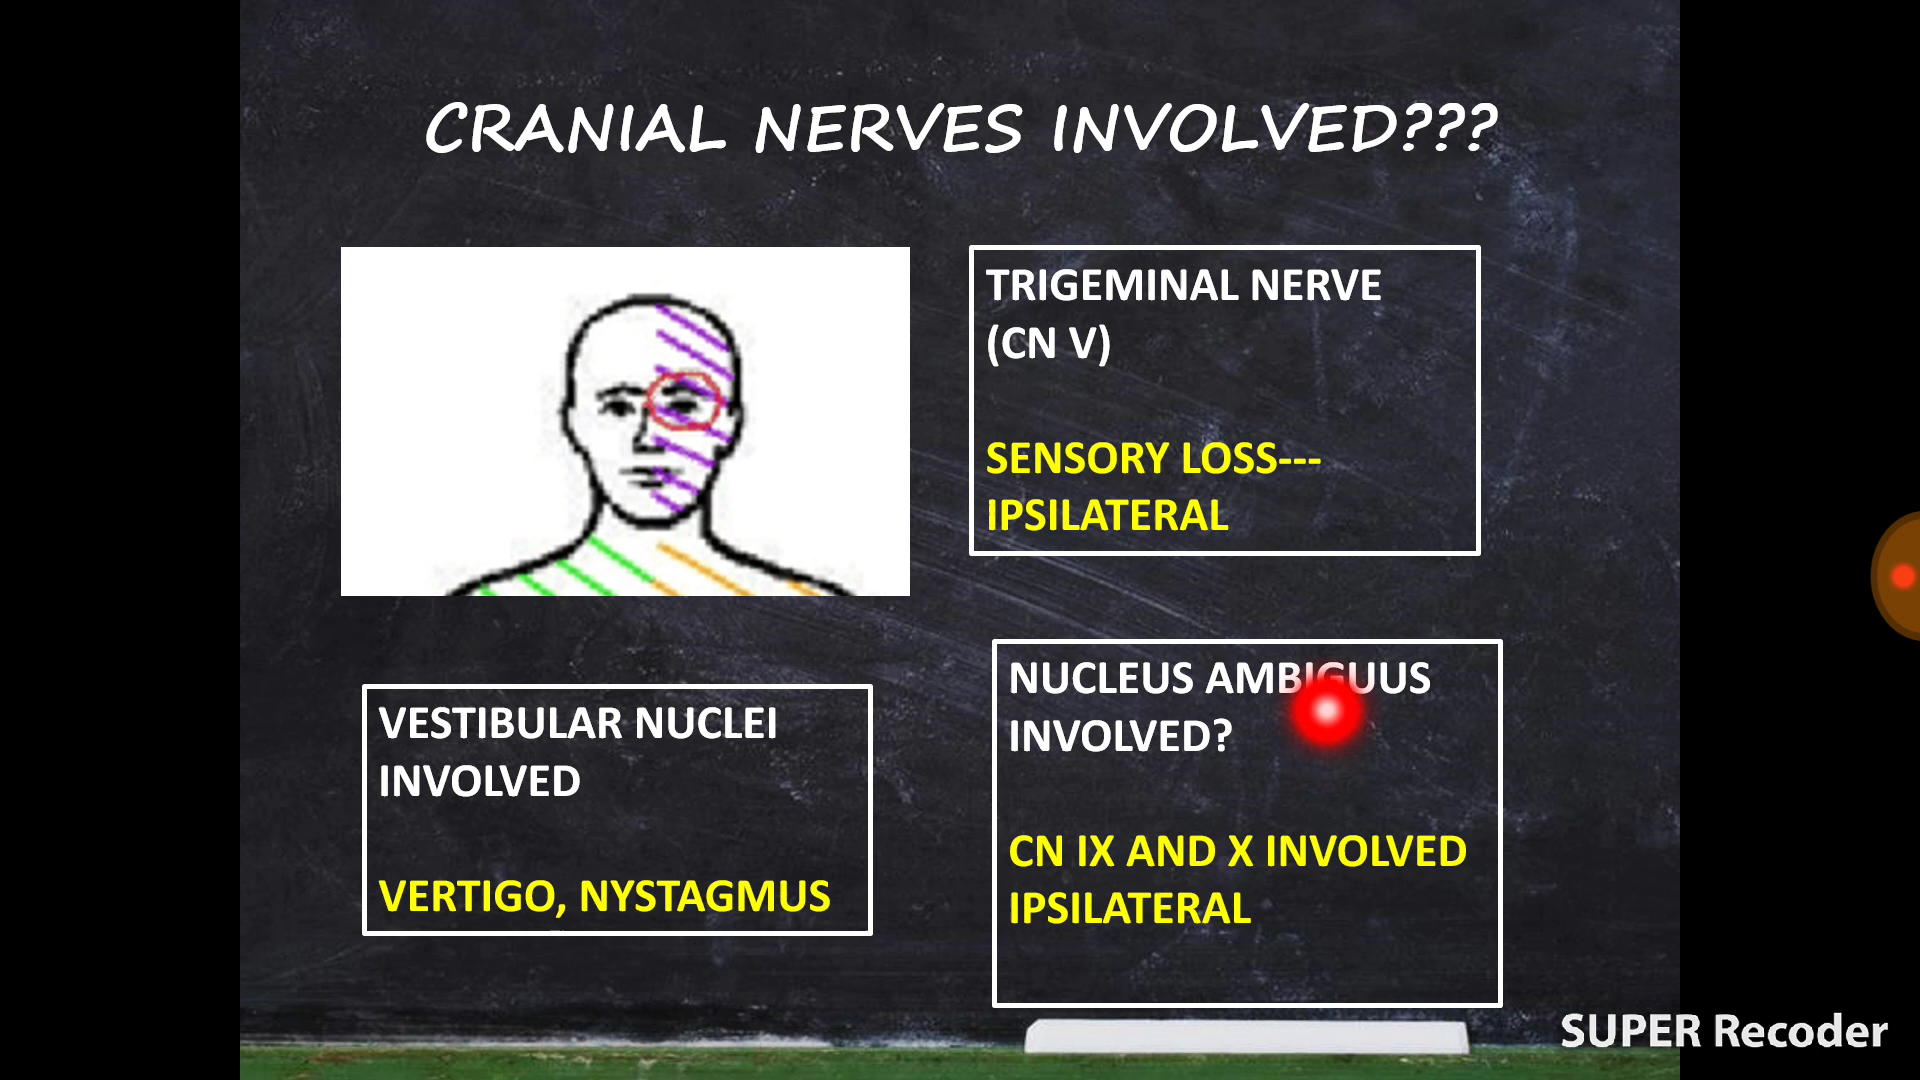 CRANIAL NERVES INVOLVED???
TRIGEMINAL NERVE
(CN V)
SENSORY LOSS---
IPSILATERAL
VESTIBULAR NUCLEI
INVOLVED
VERTIGO, NYSTAGMUS
NUCLEUS AMBIGUUS
INVOLVED?
CN IX AND X INVOLVED
IPSILATERAL
SUPER Recoder